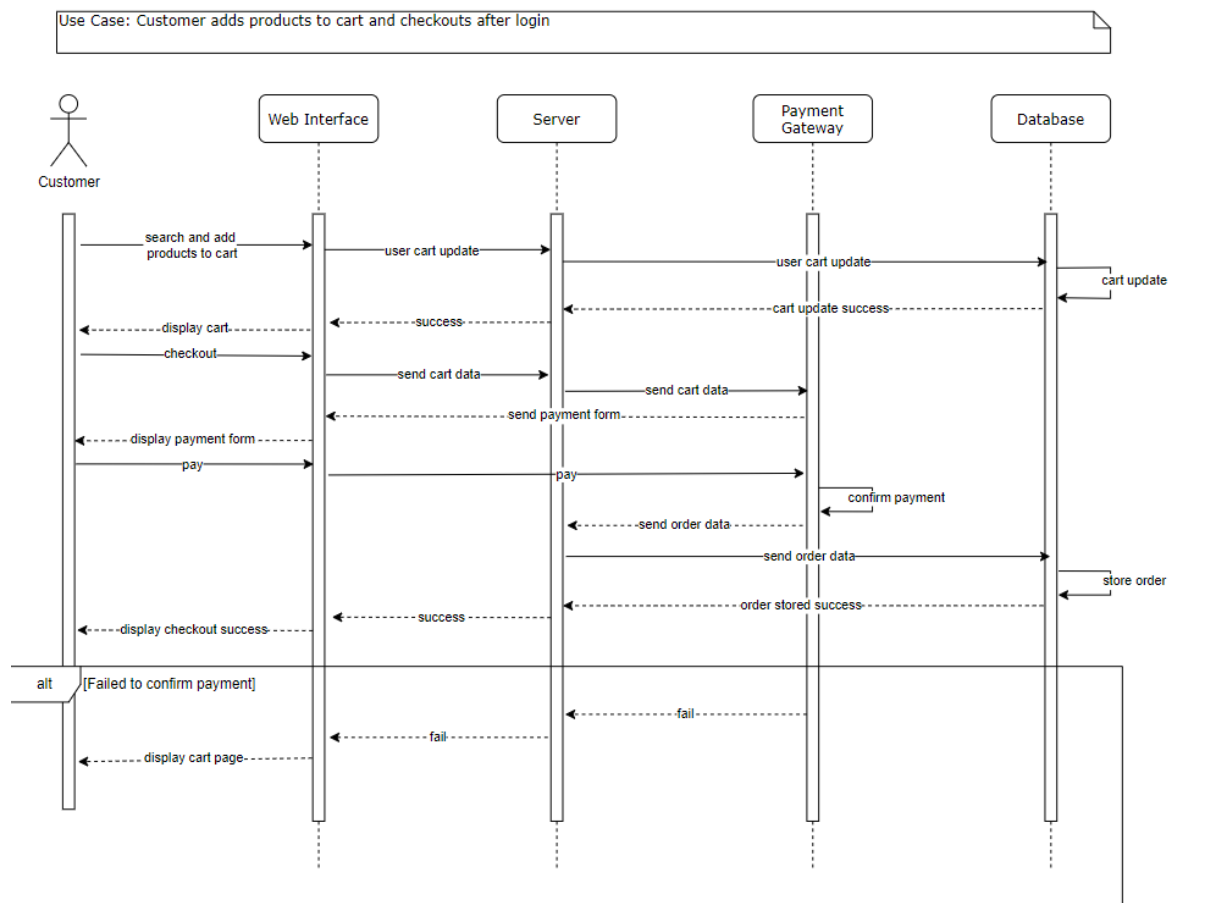 Use Case: Customer adds products to cart and checkouts after login
Customer
Web Interface
Server
Payment
Gateway
Database
search and add
products to cart
user cart update
user cart update
cart update
cart update success
success
display cart
checkout
send cart data
send cart data
send payment form
display payment form
pay
pay
confirm payment
send order data
send order data
store order
order stored success
success
display checkout success
alt
[Failed to confirm payment]
fail
fail
display cart page